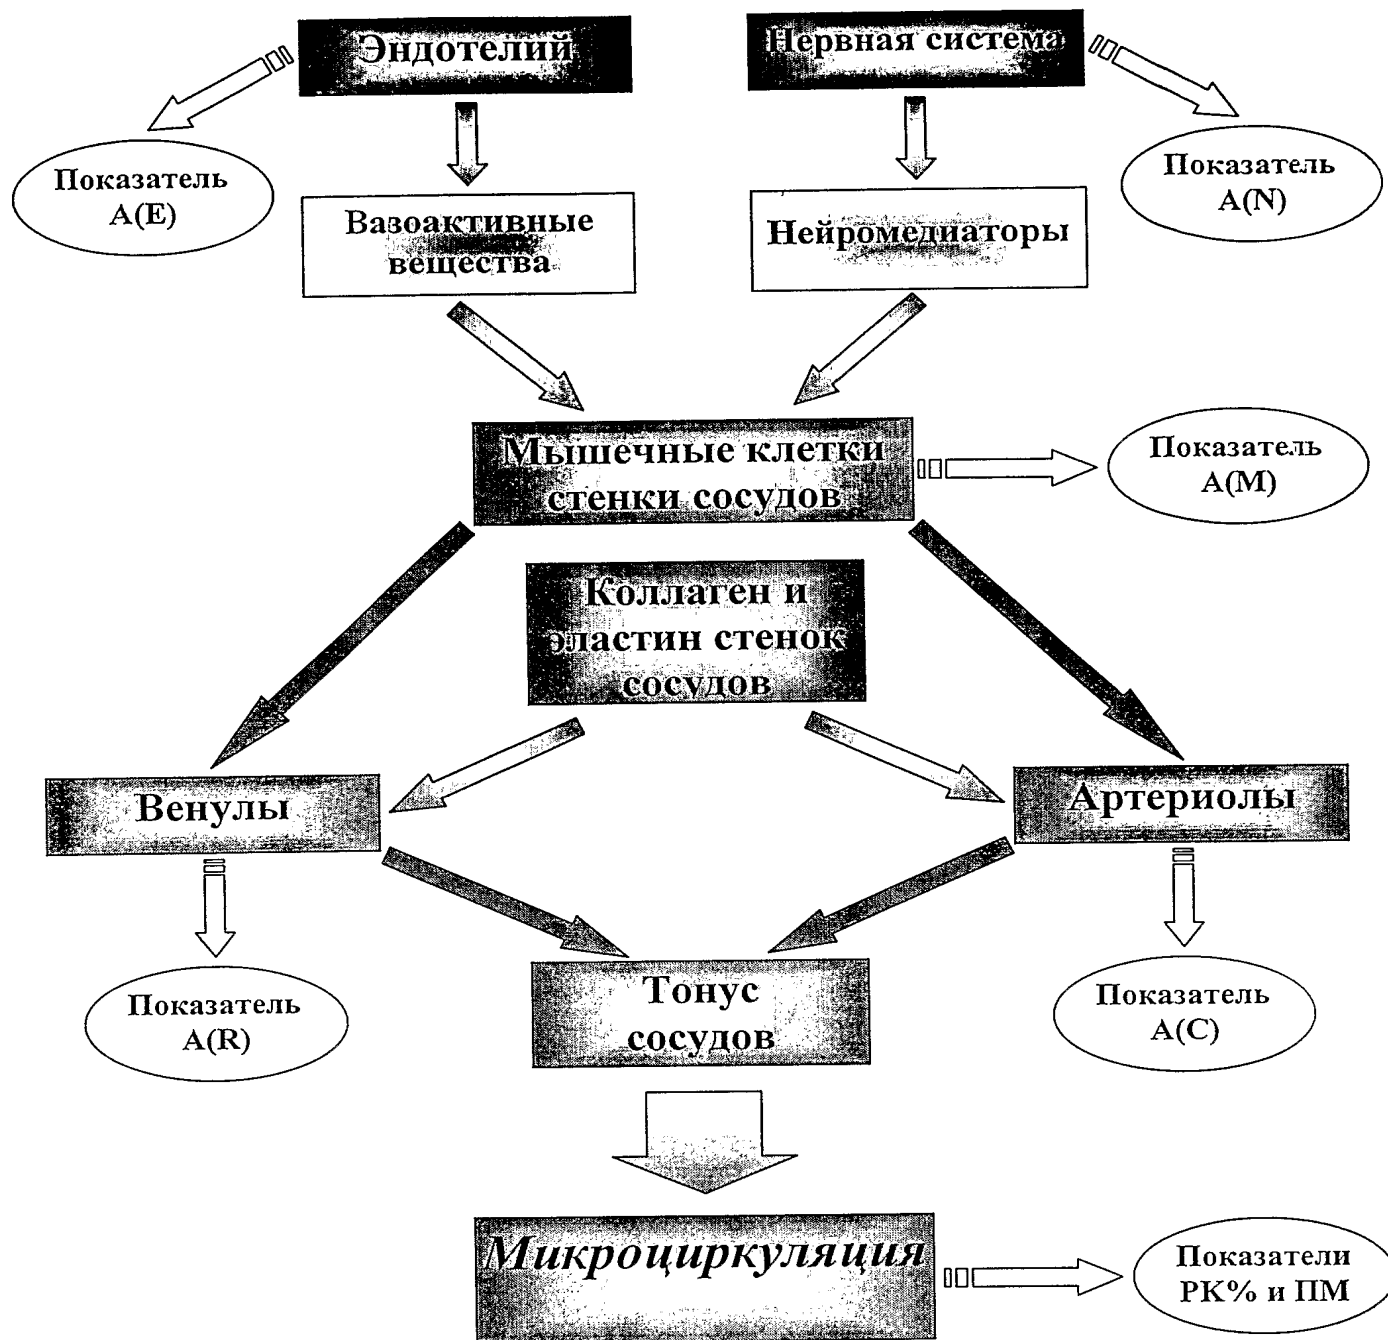 Эндотелий
Нервная система
Показатель
А(Е)
Показатель
А(N)
Вазоактивные
вещества
Нейромедиаторы
Мышечные клетки
стенки сосудов
Показатель
А(М)
Коллаген и
эластин стенок
сосудов
Венулы
Артериолы
Показатель
А(R)
Тонус
сосудов
Показатель
А(С)
Микроциркуляция
Показатели
РК% и ПМ